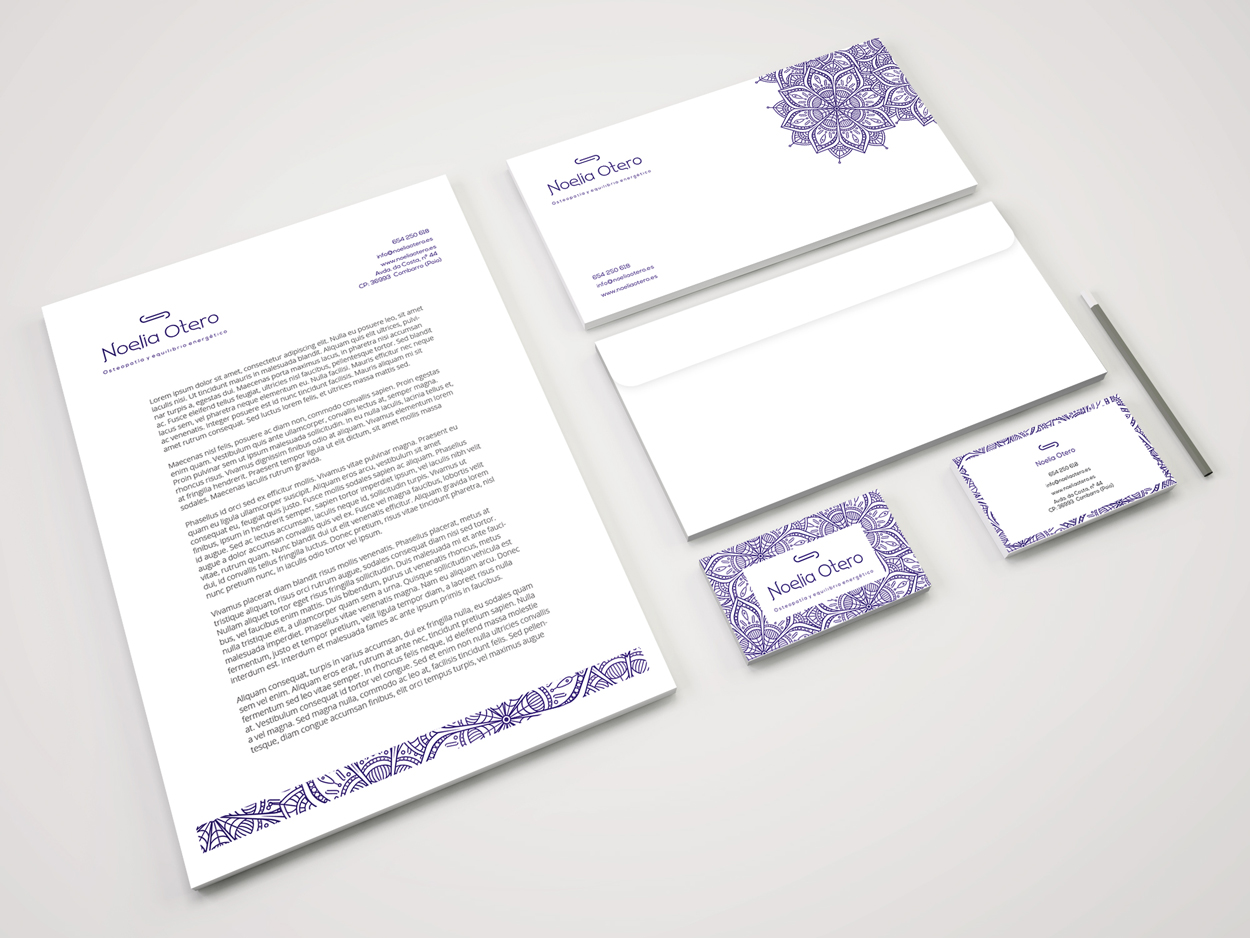 654 250 618
info@noeliaotero.es
www.noeliaotero.es
Avda. da Costa, nº 44
CP: 36993 Combarro (Poio)
Noelia Otero
Osteopatía y equilibrio energético
Lorem ipsum dolor sit amet, consectetur adipiscing elit. Nulla eu posuere leo, sit amet
iaculis nisi. Ut tincidunt mauris in malesuada blandit. Aliquam quis elit ultrices, pulvi-
nar turpis a, egestas dui. Maecenas porta maximus lacus, in pharetra nisi accumsan
ac. Fusce eleifend tellus feugiat, ultricies nisl faucibus, pellentesque tortor. Sed blandit
lacus sem, vel pharetra neque elementum eu. Nulla facilisi. Mauris efficitur nec neque
ac venenatis. Integer posuere est id nunc tincidunt facilisis. Mauris aliquam mi sit
amet rutrum consequat. Sed luctus lorem felis, et ultrices massa mattis sed.
Maecenas nisl felis, posuere ac diam non, commodo convallis sapien. Proin egestas
enim quam. Vestibulum quis ante ullamcorper, convallis lectus at, semper magna.
Proin pulvinar sem ut ipsum malesuada sollicitudin. In eu nulla iaculis, lacinia tellus et,
rhoncus risus. Vivamus dignissim finibus odio at aliquam. Vivamus elementum lorem
at fringilla hendrerit. Praesent tempor ligula ut elit dictum, sit amet mollis massa
sodales. Maecenas iaculis rutrum gravida.
Phasellus id orci sed ex efficitur mollis. Vivamus vitae pulvinar magna. Praesent eu
quam eu ligula ullamcorper suscipit. Aliquam eros arcu, vestibulum sit amet
consequat eu, feugiat quis justo. Fusce mollis sodales sapien ac aliquam. Phasellus
finibus, ipsum in hendrerit semper, sapien tortor imperdiet ipsum, vel iaculis nibh velit
id augue. Sed ac lectus accumsan, iaculis neque id, sollicitudin turpis. Vivamus ut
augue a dolor accumsan convallis quis vel ex. Fusce vel magna faucibus, lobortis velit
vitae, rutrum quam. Nunc blandit dui ut elit venenatis efficitur. Aliquam gravida lorem
dui, id convallis tellus fringilla luctus. Donec pretium, risus vitae tincidunt pharetra, nisl
nunc pretium nunc, in iaculis odio tortor vel ipsum.
Vivamus placerat diam blandit risus mollis venenatis. Phasellus placerat, metus at
tristique aliquam, risus orci rutrum augue, sodales consequat diam nisi sed tortor.
Nullam aliquet tortor eget risus fringilla sollicitudin. Duis malesuada mi et ante fauci-
bus, vel faucibus enim mattis. Duis bibendum, purus ut venenatis rhoncus, metus
nulla tristique elit, a ullamcorper quam sem a urna. Quisque sollicitudin vehicula est
malesuada imperdiet. Phasellus vitae venenatis magna. Nam eu aliquam arcu. Donec
fermentum, justo et tempor pretium, velit ligula tempor diam, a laoreet risus nulla
interdum est. Interdum et malesuada fames ac ante ipsum primis in faucibus.
Aliquam consequat, turpis in varius accumsan, dui ex fringilla nulla, eu sodales quam
sem vel enim. Aliquam eros erat, rutrum at ante nec, tincidunt pretium sapien. Nulla
fermentum sed leo vitae semper. In rhoncus felis neque, id eleifend massa molestie
at. Vestibulum consequat id tortor vel congue. Sed et enim non nulla ultricies convallis
a vel magna. Sed magna nulla, commodo ac leo at, facilisis tincidunt felis. Sed pellen-
tesque, diam congue accumsan finibus, elit orci tempus turpis, vel maximus augue
Noelia Otero
Osteopatía y equilibrio energético
654 250 618
info@noeliaotero.es
www.noeliaotero.es
Noelia Otero
Osteopatía y equilibrio energético
Noelia Otero
654 250 618
info@noeliaotero.es
www.noeliaotero.es
Avda. da Costa, nº 44
CP: 36993 Combarro (Poio)